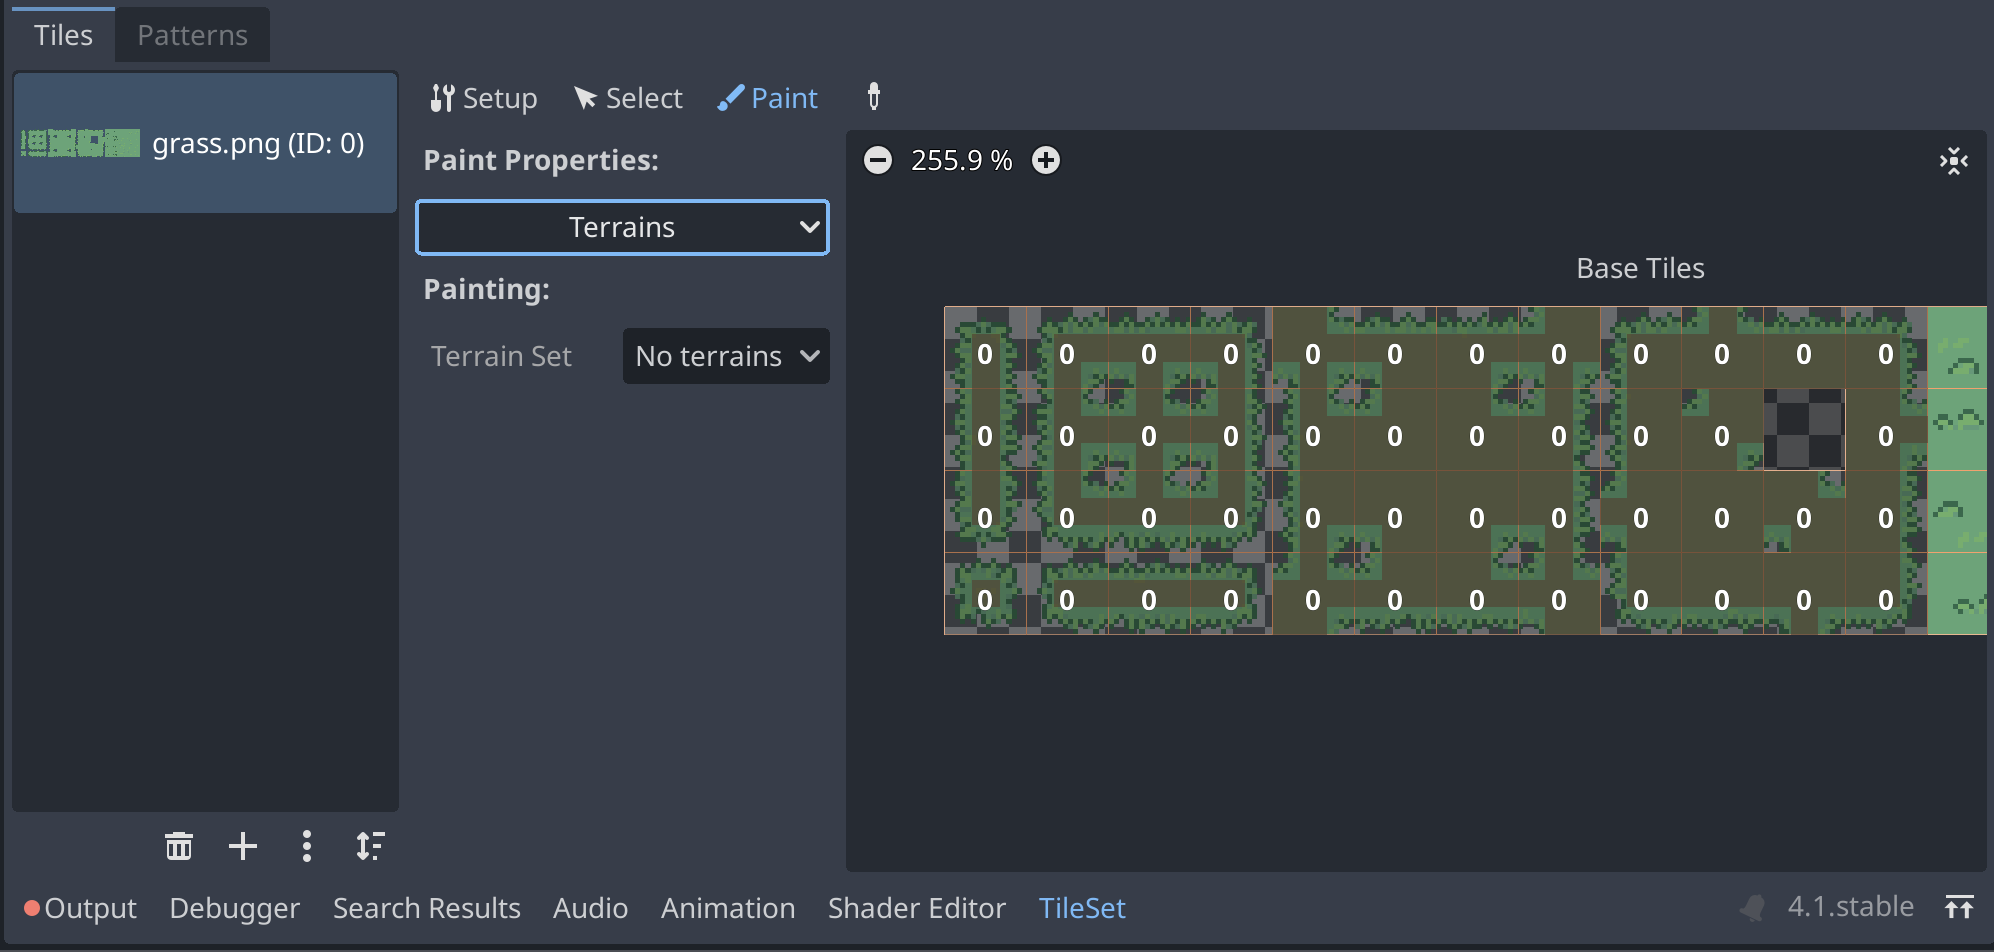 Tiles Patterns
grass.png (ID: 0)
Setup Select Paint
Paint Properties:
Terrains
Painting:
Terrain Set No terrains
255.9 %
Base Tiles
0 0 0 0 0 0 0 0 0 0 0 0
0 0 0 0 0 0 0 0 0 0 0
0 0 0 0 0 0 0 0 0 0 0 0
0 0 0 0 0 0 0 0 0 0 0 0
Output Debugger Search Results Audio Animation Shader Editor TileSet 4.1.stable